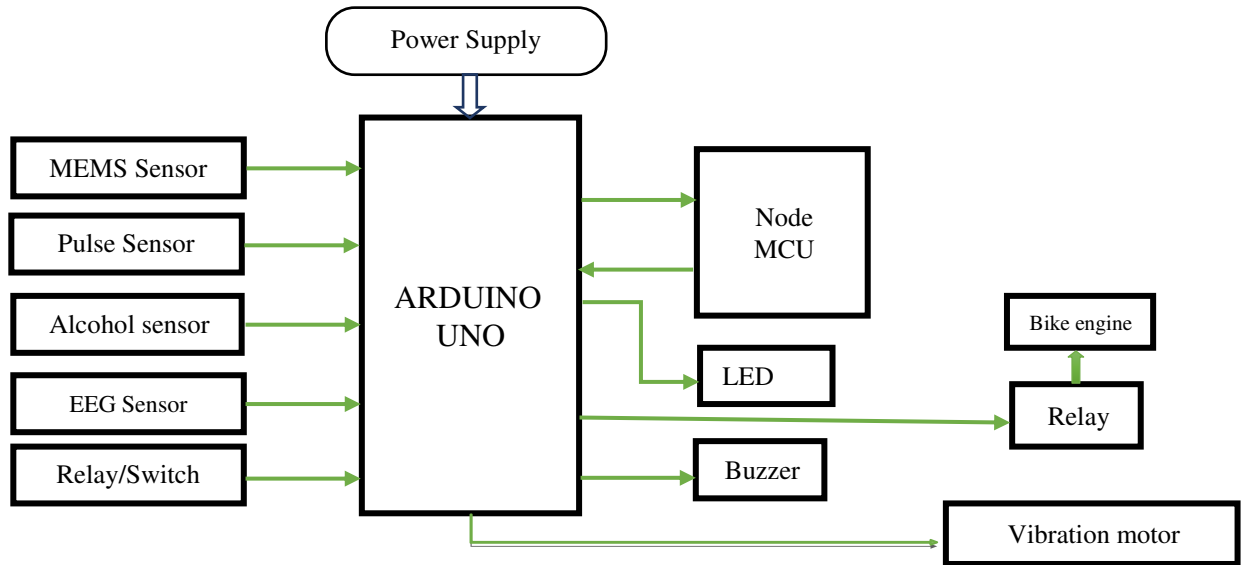 Power Supply
MEMS Sensor
Pulse Sensor
Alcohol sensor
EEG Sensor
Relay/Switch
ARDUINO
UNO
Node
MCU
LED
Buzzer
Bike engine
Relay
Vibration motor